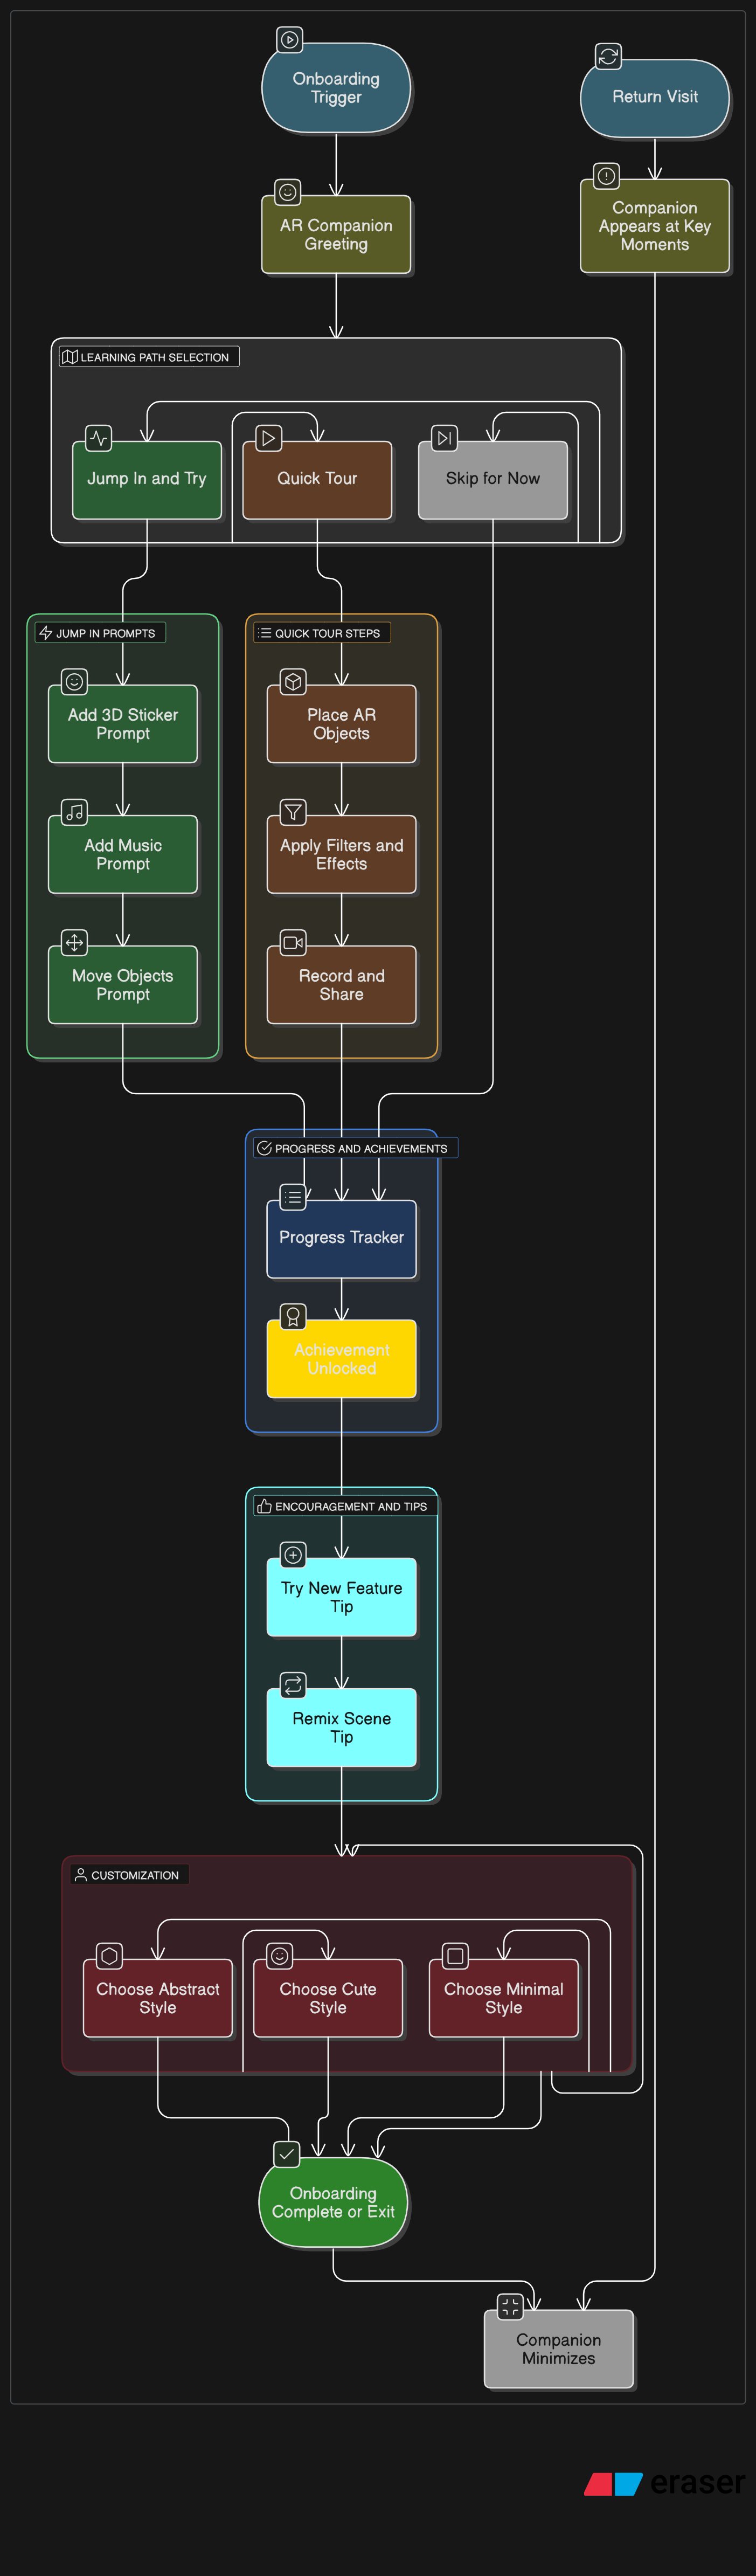 Onboarding
Trigger
Return Visit
AR Companion
Greeting
Companion
Appears at Key
Moments
LEARNING PATH SELECTION
Jump In and Try
Quick Tour
Skip for Now
JUMP IN PROMPTS
QUICK TOUR STEPS
Add 3D Sticker
Prompt
Place AR
Objects
Add Music
Prompt
Apply Filters and
Effects
Move Objects
Prompt
Record and
Share
PROGRESS AND ACHIEVEMENTS
Progress Tracker
Achievement
Unlocked
ENCOURAGEMENT AND TIPS
Try New Feature
Tip
Remix Scene
Tip
CUSTOMIZATION
Choose Abstract
Style
Choose Cute
Style
Choose Minimal
Style
Onboarding
Complete or Exit
Companion
Minimizes
eraser